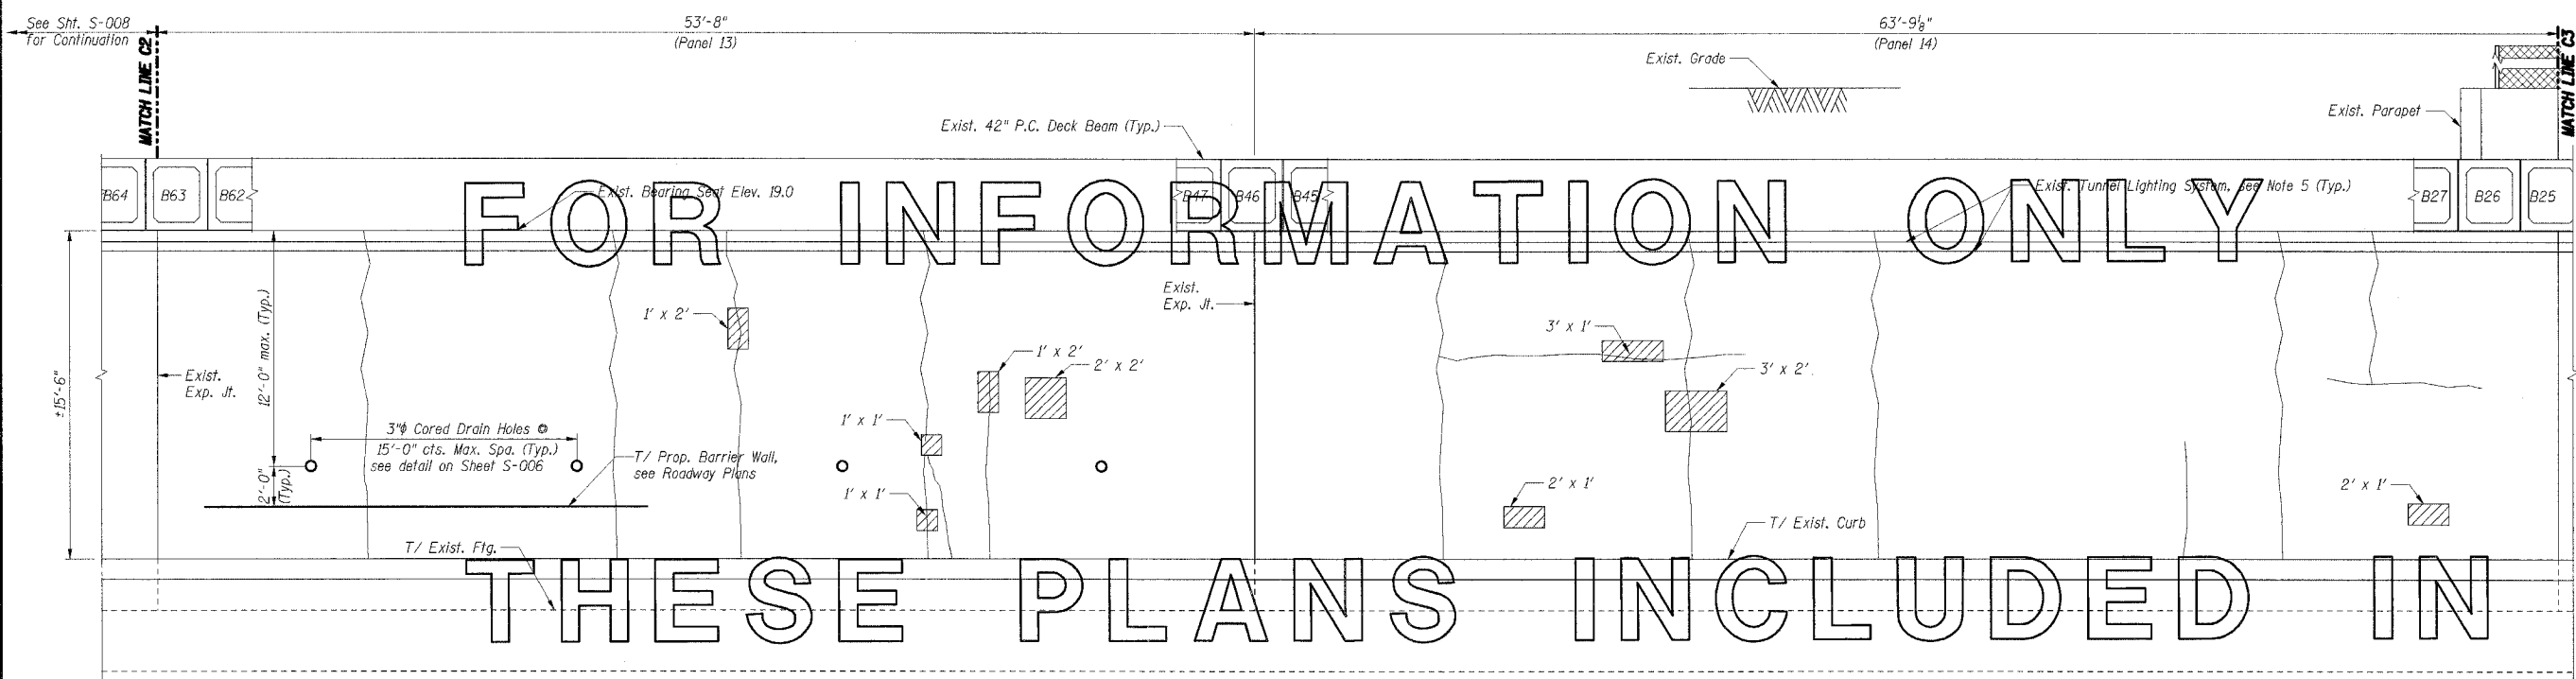 See Sht. S-008
for Continuation
MATCH LINE C2
53'-8"
(Panel 13)
63'-9⅛"
(Panel 14)
MATCH LINE C3
Exist. Grade
Exist. Parapet
Exist. 42" P.C. Deck Beam (Typ.)
B64
B63
B62
Exist. Bearing Seat Elev. 19.0
B47
B46
B45
Exist. Tunnel Lighting System, see Note 5 (Typ.)
B27
B26
B25
FOR INFORMATION ONLY
±15'-6"
12'-0" max. (Typ.)
2'-0"
(Typ.)
Exist.
Exp. Jt.
3"ϕ Cored Drain Holes @
15'-0" cts. Max. Spa. (Typ.)
see detail on Sheet S-006
T/ Prop. Barrier Wall,
see Roadway Plans
1' x 2'
1' x 2'
2' x 2'
1' x 1'
1' x 1'
Exist.
Exp. Jt.
3' x 1'
3' x 2'
2' x 1'
2' x 1'
T/ Exist. Ftg.
T/ Exist. Curb
THESE PLANS INCLUDED IN